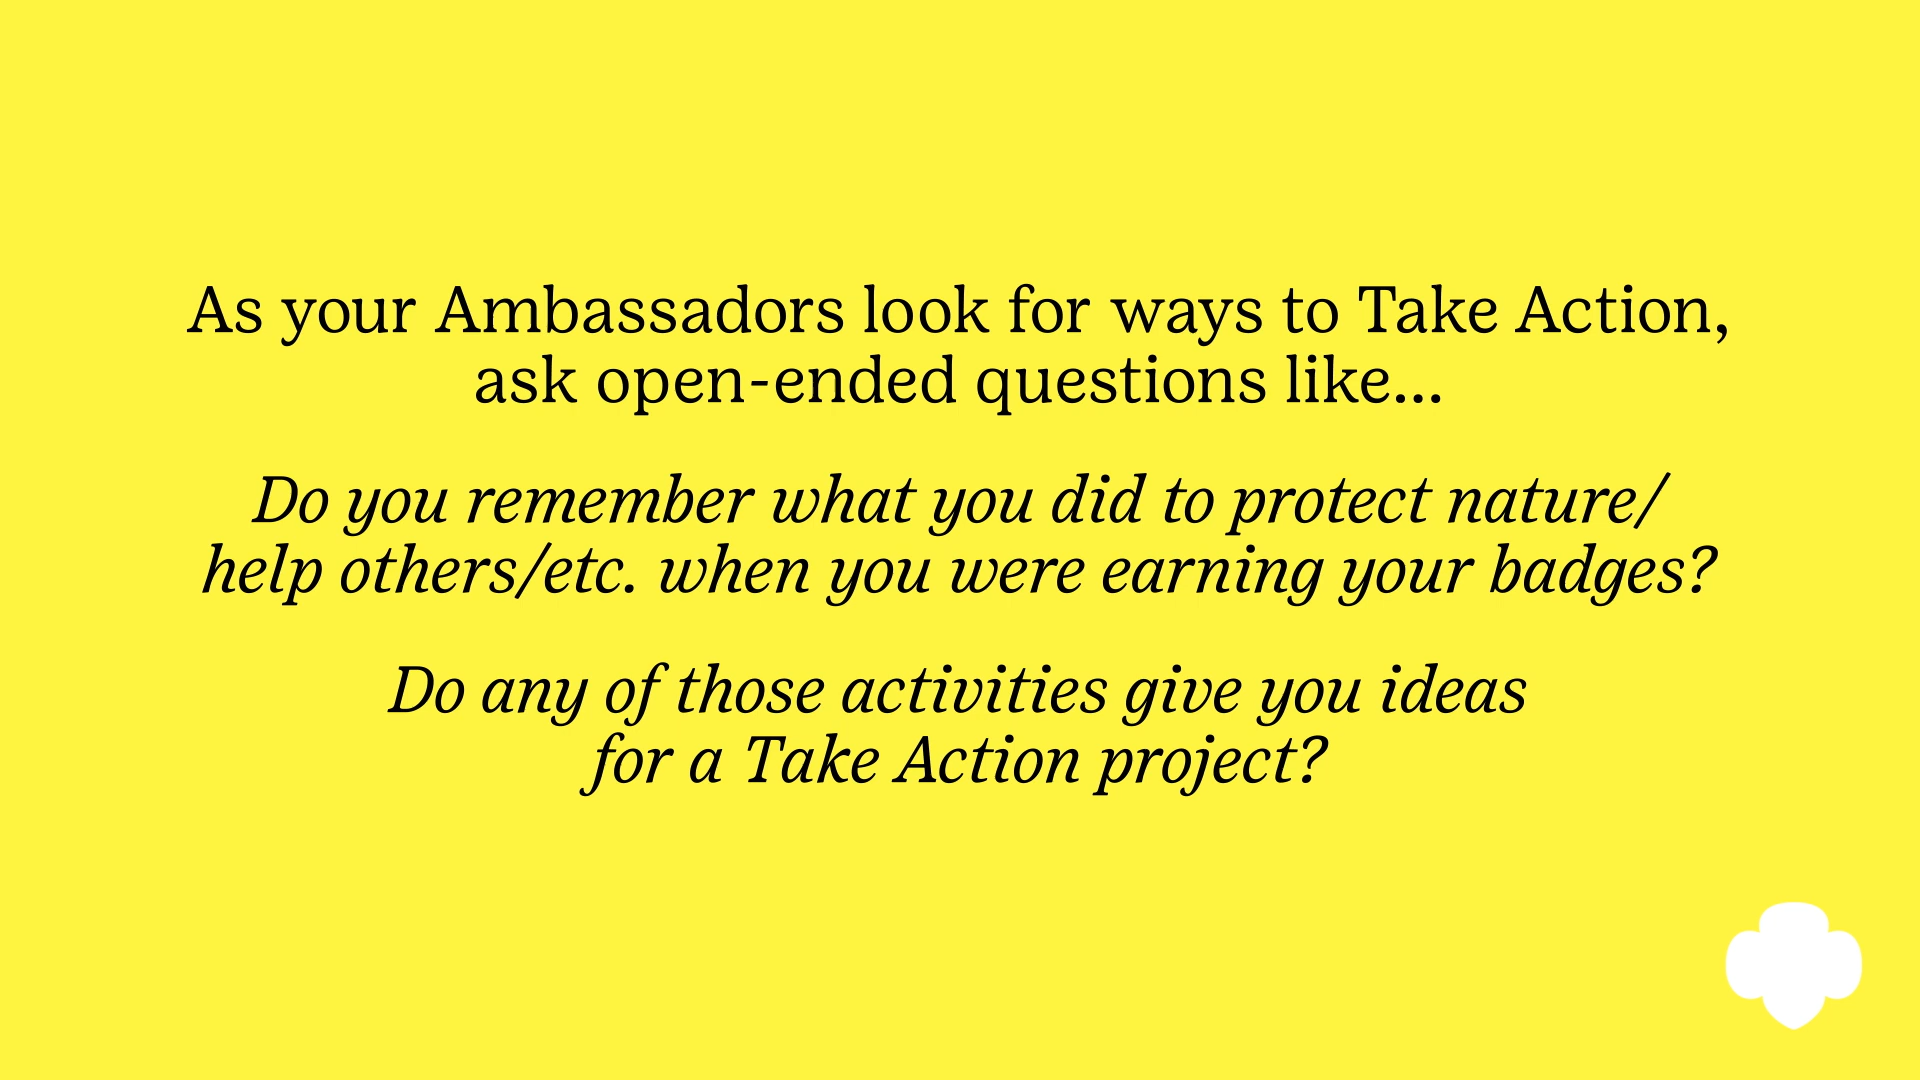 As your Ambassadors look for ways to Take Action,
ask open-ended questions like...
Do you remember what you did to protect nature/
help others/etc. when you were earning your badges?
Do any of those activities give you ideas
for a Take Action project?